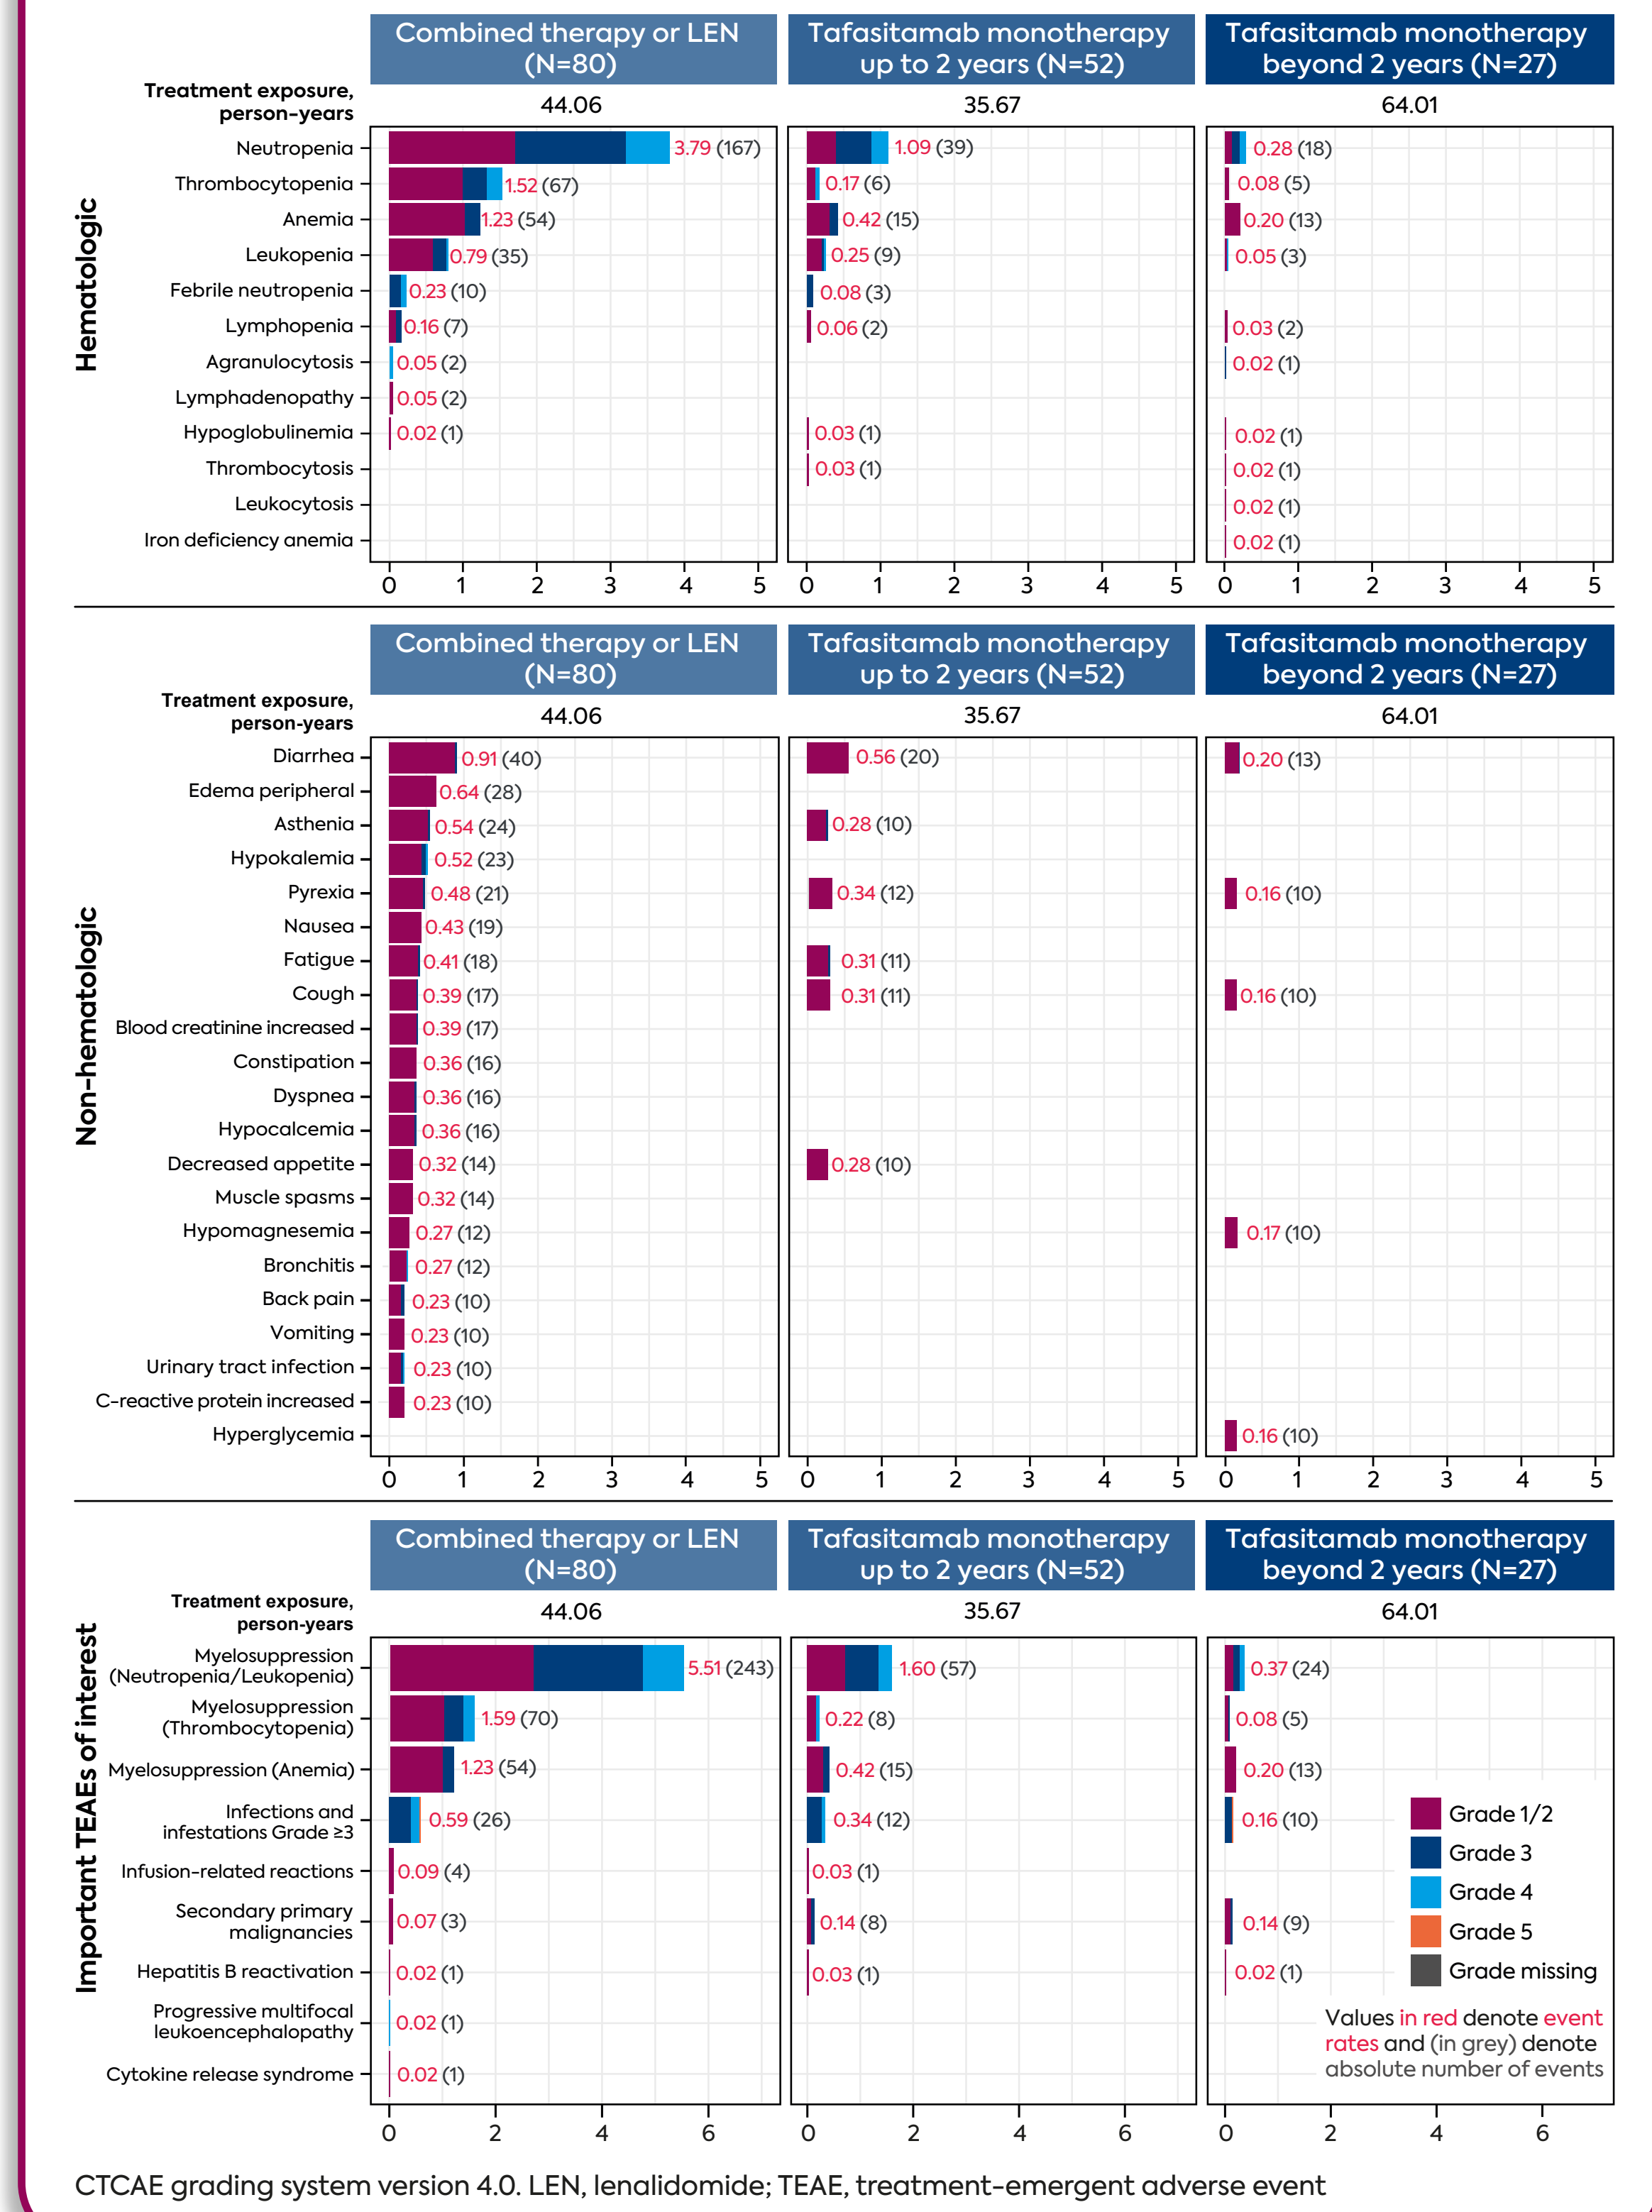 Combined therapy or LEN
(N=80)
Tafasitamab monotherapy
up to 2 years (N=52)
Tafasitamab monotherapy
beyond 2 years (N=27)
Treatment exposure,
person-years
44.06
35.67
64.01
Hematologic
Neutropenia 3.79 (167) 1.09 (39) 0.28 (18)
Thrombocytopenia 1.52 (67) 0.17 (6) 0.08 (5)
Anemia 1.23 (54) 0.42 (15) 0.20 (13)
Leukopenia 0.79 (35) 0.25 (9) 0.05 (3)
Febrile neutropenia 0.23 (10) 0.08 (3)
Lymphopenia 0.16 (7) 0.06 (2) 0.03 (2)
Agranulocytosis 0.05 (2) 0.02 (1)
Lymphadenopathy 0.05 (2)
Hypoglobulinemia 0.02 (1) 0.03 (1) 0.02 (1)
Thrombocytosis 0.03 (1) 0.02 (1)
Leukocytosis 0.02 (1)
Iron deficiency anemia 0.02 (1)
0 1 2 3 4 5 0 1 2 3 4 5 0 1 2 3 4 5
Combined therapy or LEN
(N=80)
Tafasitamab monotherapy
up to 2 years (N=52)
Tafasitamab monotherapy
beyond 2 years (N=27)
Treatment exposure,
person-years
44.06
35.67
64.01
Non-hematologic
Diarrhea 0.91 (40) 0.56 (20) 0.20 (13)
Edema peripheral 0.64 (28)
Asthenia 0.54 (24) 0.28 (10)
Hypokalemia 0.52 (23)
Pyrexia 0.48 (21) 0.34 (12) 0.16 (10)
Nausea 0.43 (19)
Fatigue 0.41 (18) 0.31 (11)
Cough 0.39 (17) 0.31 (11) 0.16 (10)
Blood creatinine increased 0.39 (17)
Constipation 0.36 (16)
Dyspnea 0.36 (16)
Hypocalcemia 0.36 (16)
Decreased appetite 0.32 (14) 0.28 (10)
Muscle spasms 0.32 (14)
Hypomagnesemia 0.27 (12) 0.17 (10)
Bronchitis 0.27 (12)
Back pain 0.23 (10)
Vomiting 0.23 (10)
Urinary tract infection 0.23 (10)
C-reactive protein increased 0.23 (10)
Hyperglycemia 0.16 (10)
0 1 2 3 4 5 0 1 2 3 4 5 0 1 2 3 4 5
Combined therapy or LEN
(N=80)
Tafasitamab monotherapy
up to 2 years (N=52)
Tafasitamab monotherapy
beyond 2 years (N=27)
Treatment exposure,
person-years
44.06
35.67
64.01
Important TEAEs of interest
Myelosuppression
(Neutropenia/Leukopenia) 5.51 (243) 1.60 (57) 0.37 (24)
Myelosuppression
(Thrombocytopenia) 1.59 (70) 0.22 (8) 0.08 (5)
Myelosuppression (Anemia) 1.23 (54) 0.42 (15) 0.20 (13)
Infections and
infestations Grade ≥3 0.59 (26) 0.34 (12) 0.16 (10)
Infusion-related reactions 0.09 (4) 0.03 (1)
Secondary primary
malignancies 0.07 (3) 0.14 (8) 0.14 (9)
Hepatitis B reactivation 0.02 (1) 0.03 (1) 0.02 (1)
Progressive multifocal
leukoencephalopathy 0.02 (1)
Cytokine release syndrome 0.02 (1)
0 2 4 6 0 2 4 6 0 2 4 6
Grade 1/2
Grade 3
Grade 4
Grade 5
Grade missing
Values in red denote event
rates and (in grey) denote
absolute number of events
CTCAE grading system version 4.0. LEN, lenalidomide; TEAE, treatment-emergent adverse event